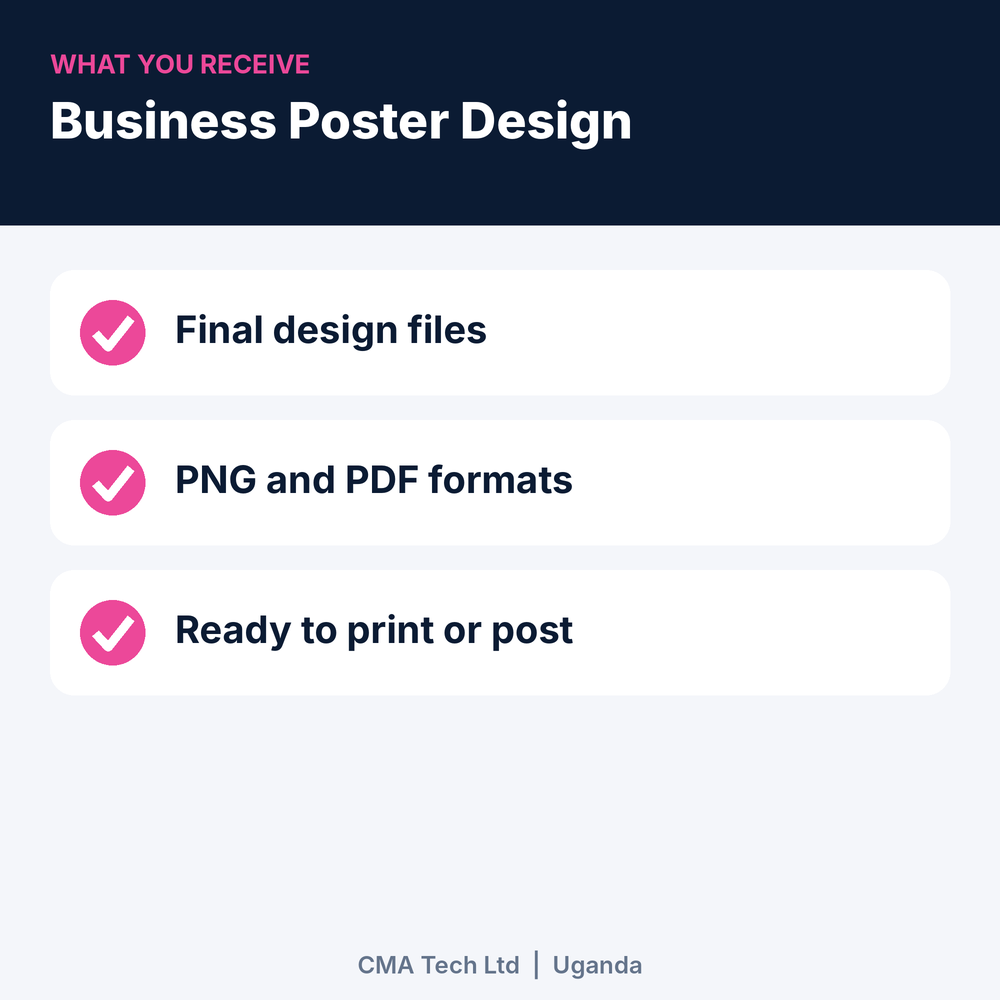 WHAT YOU RECEIVE
Business Poster Design
Final design files
PNG and PDF formats
Ready to print or post
CMA Tech Ltd | Uganda